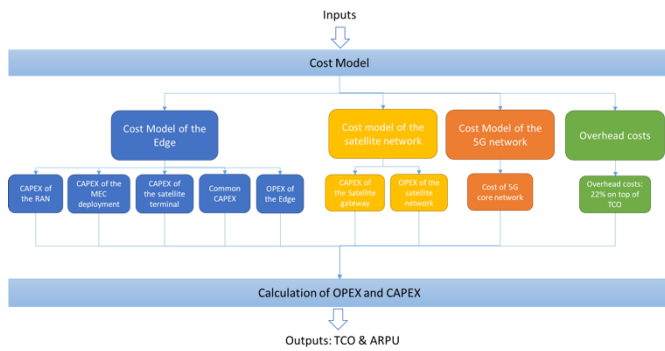 Inputs
Cost Model
Cost Model of the
Edge
Cost model of the
satellite network
Cost Model of the
5G network
Overhead costs
CAPEX of
the RAN
CAPEX of
the MEC
deployment
CAPEX of
the satellite
terminal
Common
CAPEX
OPEX of
the Edge
CAPEX of
the Satellite
gateway
OPEX of the
satellite
network
Cost of 5G
core network
Overhead costs:
22% on top of
TCO
Calculation of OPEX and CAPEX
Outputs: TCO & ARPU